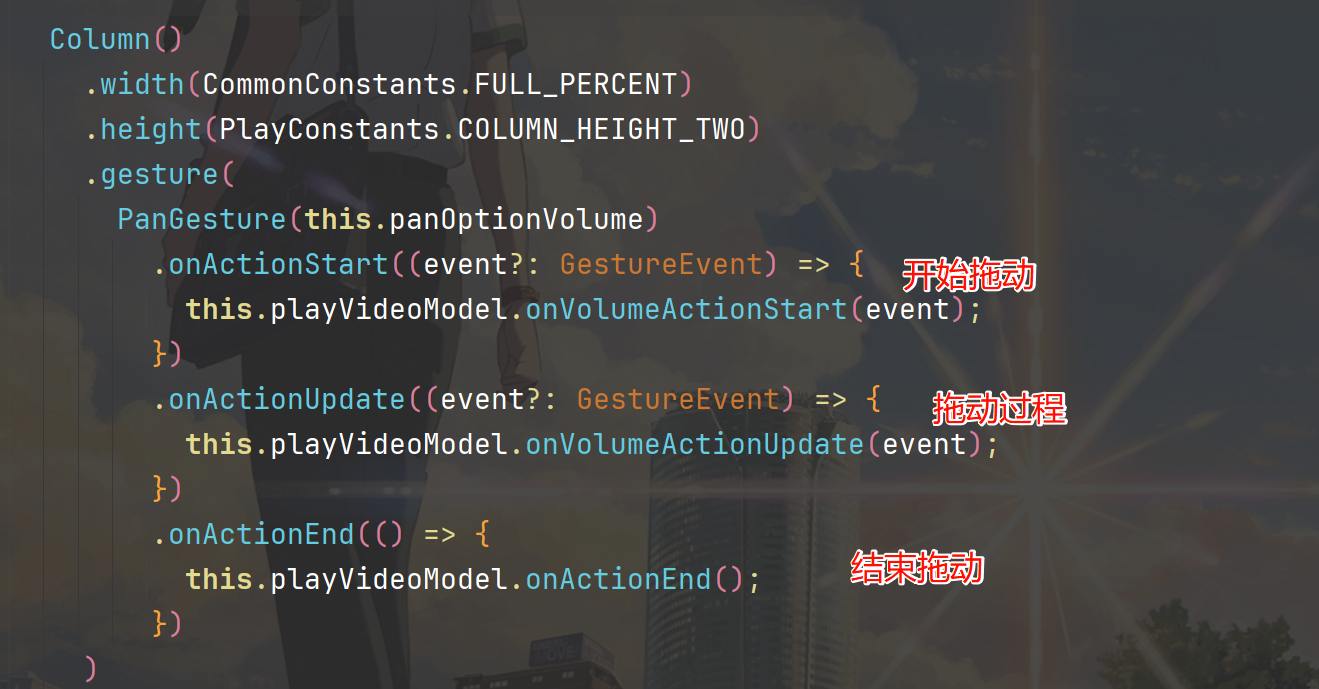 Column()
.width(CommonConstants.FULL_PERCENT)
.height(PlayConstants.COLUMN_HEIGHT_TWO)
.gesture(
PanGesture(this.panOptionVolume)
.onActionStart((event?: GestureEvent) => { 开始拖动
this.playVideoModel.onVolumeActionStart(event);
})
.onActionUpdate((event?: GestureEvent) => { 拖动过程
this.playVideoModel.onVolumeActionUpdate(event);
})
.onActionEnd(() => {
this.playVideoModel.onActionEnd(); 结束拖动
})
)